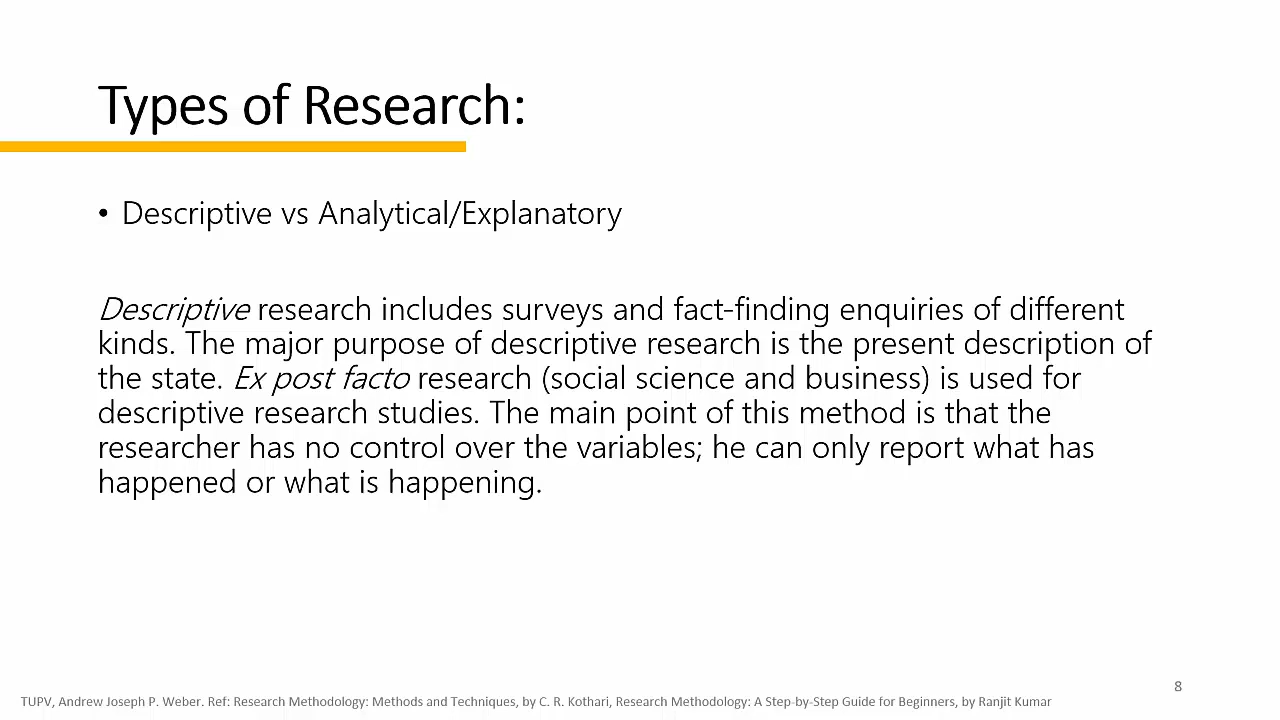 Types of Research:
• Descriptive vs Analytical/Explanatory
Descriptive research includes surveys and fact-finding enquiries of different
kinds. The major purpose of descriptive research is the present description of
the state. Ex post facto research (social science and business) is used for
descriptive research studies. The main point of this method is that the
researcher has no control over the variables; he can only report what has
happened or what is happening.
8
TUPV, Andrew Joseph P. Weber. Ref: Research Methodology: Methods and Techniques, by C. R. Kothari, Research Methodology: A Step-by-Step Guide for Beginners, by Ranjit Kumar